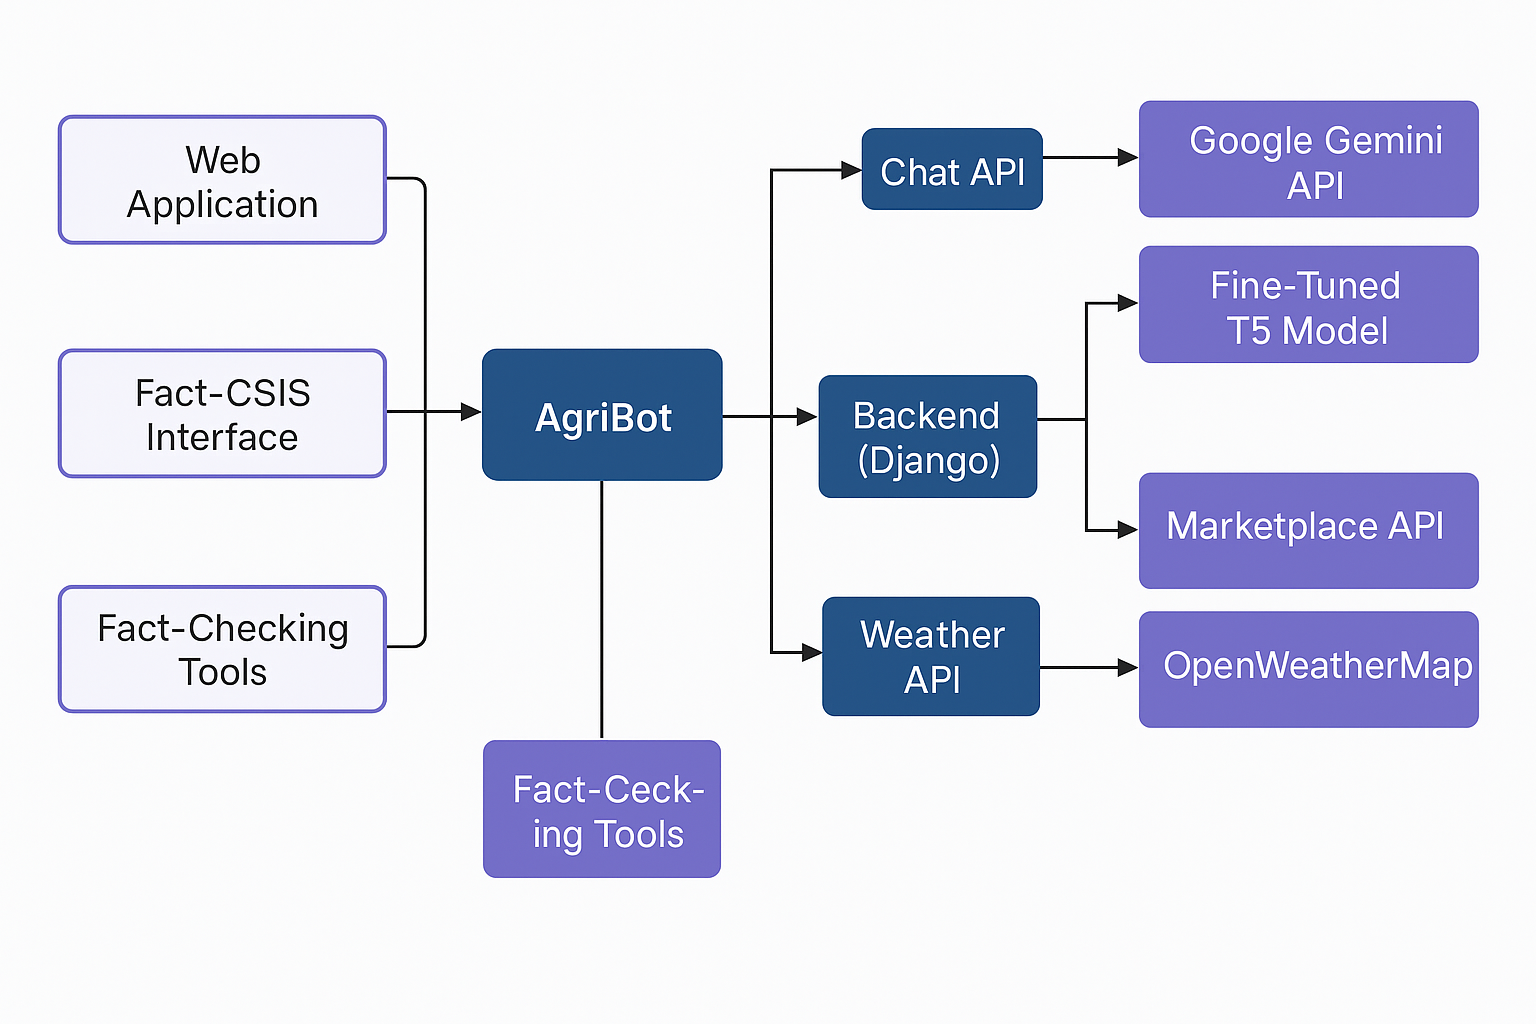 Web
Application
Fact-CSIS
Interface
Fact-Checking
Tools
AgriBot
Fact-Ceck-
ing Tools
Chat API
Backend
(Django)
Weather
API
Google Gemini
API
Fine-Tuned
T5 Model
Marketplace API
OpenWeatherMap